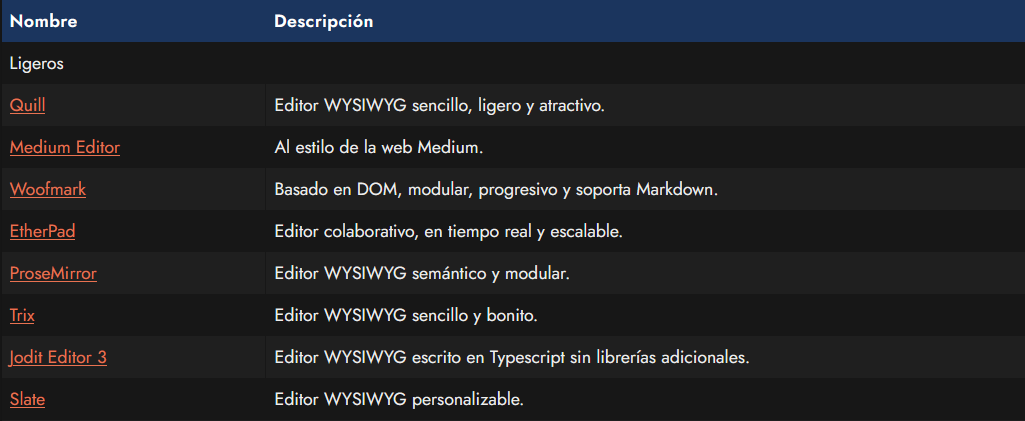 Nombre Descripción
Ligeros
Quill Editor WYSIWYG sencillo, ligero y atractivo.
Medium Editor Al estilo de la web Medium.
Woofmark Basado en DOM, modular, progresivo y soporta Markdown.
EtherPad Editor colaborativo, en tiempo real y escalable.
ProseMirror Editor WYSIWYG semántico y modular.
Trix Editor WYSIWYG sencillo y bonito.
Jodit Editor 3 Editor WYSIWYG escrito en Typescript sin librerías adicionales.
Slate Editor WYSIWYG personalizable.